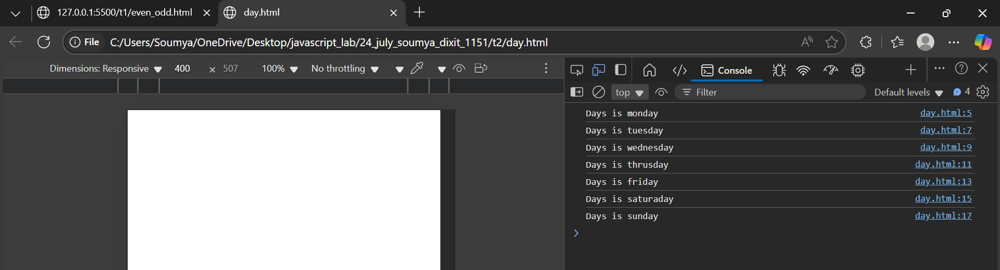 127.0.0.1:5500/t1/even_odd.html
day.html
File C:/Users/Soumya/OneDrive/Desktop/javascript_lab/24_july_soumya_dixit_1151/t2/day.html
Dimensions: Responsive 400 × 507 100% No throttling
Console
top Filter Default levels 4
Days is monday day.html:5
Days is tuesday day.html:7
Days is wednesday day.html:9
Days is thrusday day.html:11
Days is friday day.html:13
Days is saturaday day.html:15
Days is sunday day.html:17